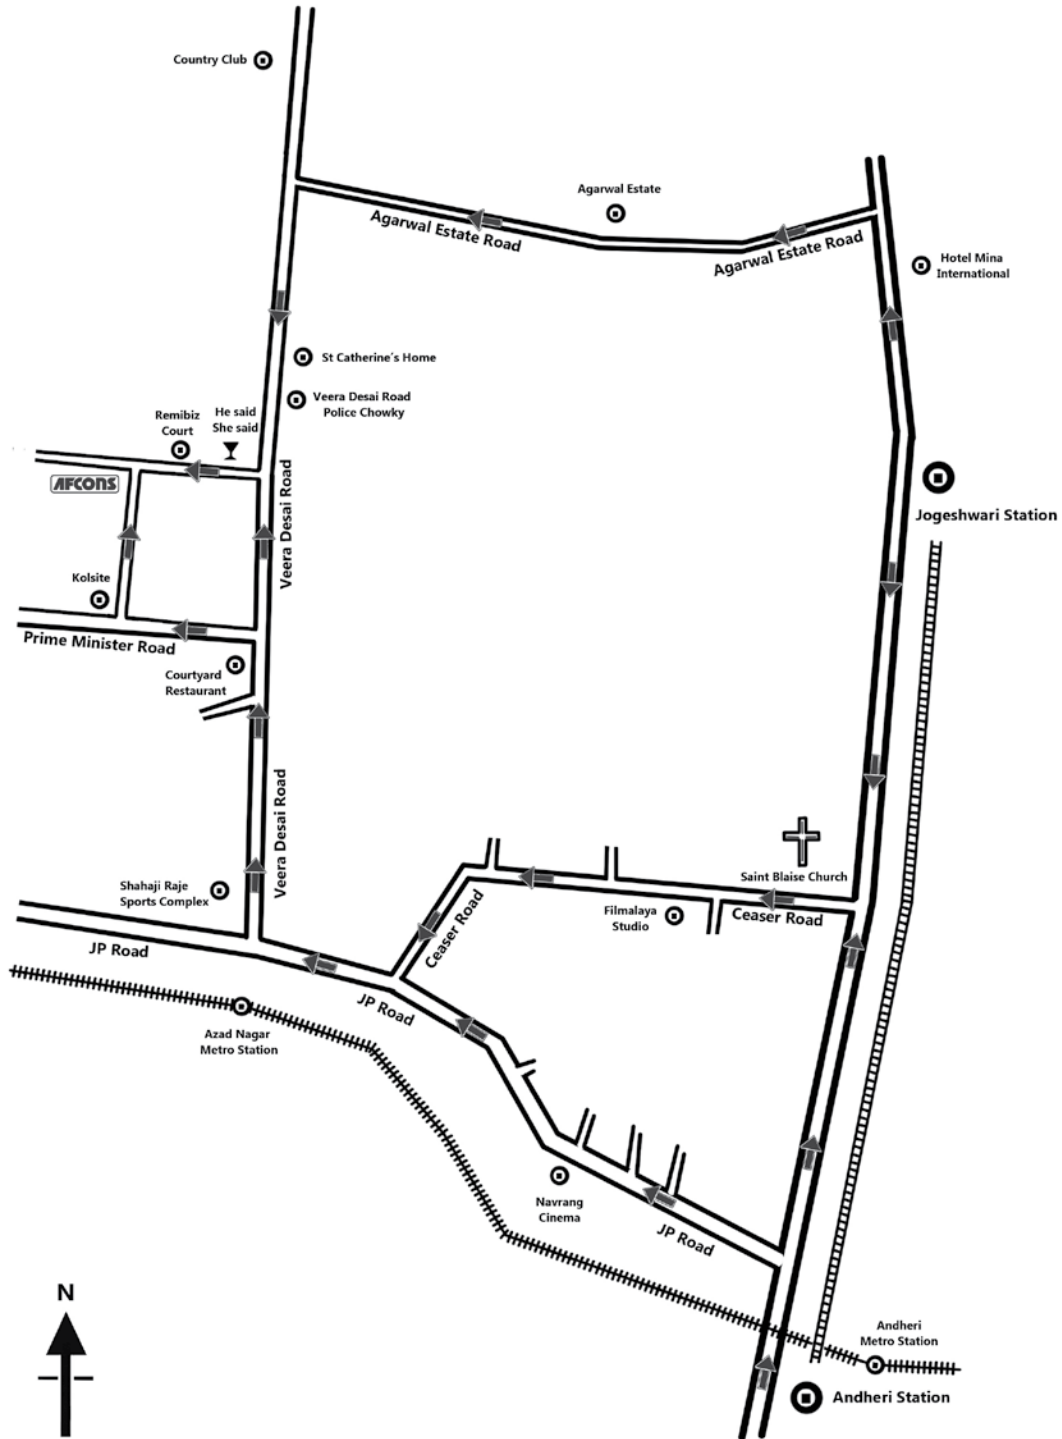 Country Club
Agarwal Estate
Agarwal Estate Road
Agarwal Estate Road
Hotel Mina
International
St Catherine's Home
Veera Desai Road
Police Chowky
He said
She said
Remibiz
Court
AFCONS
Veera Desai Road
Jogeshwari Station
Kolsite
Prime Minister Road
Courtyard
Restaurant
Veera Desai Road
Saint Blaise Church
Shahaji Raje
Sports Complex
Ceaser Road
Filmalaya
Studio
Ceaser Road
JP Road
JP Road
Azad Nagar
Metro Station
Navrang
Cinema
JP Road
N
Andheri
Metro Station
Andheri Station